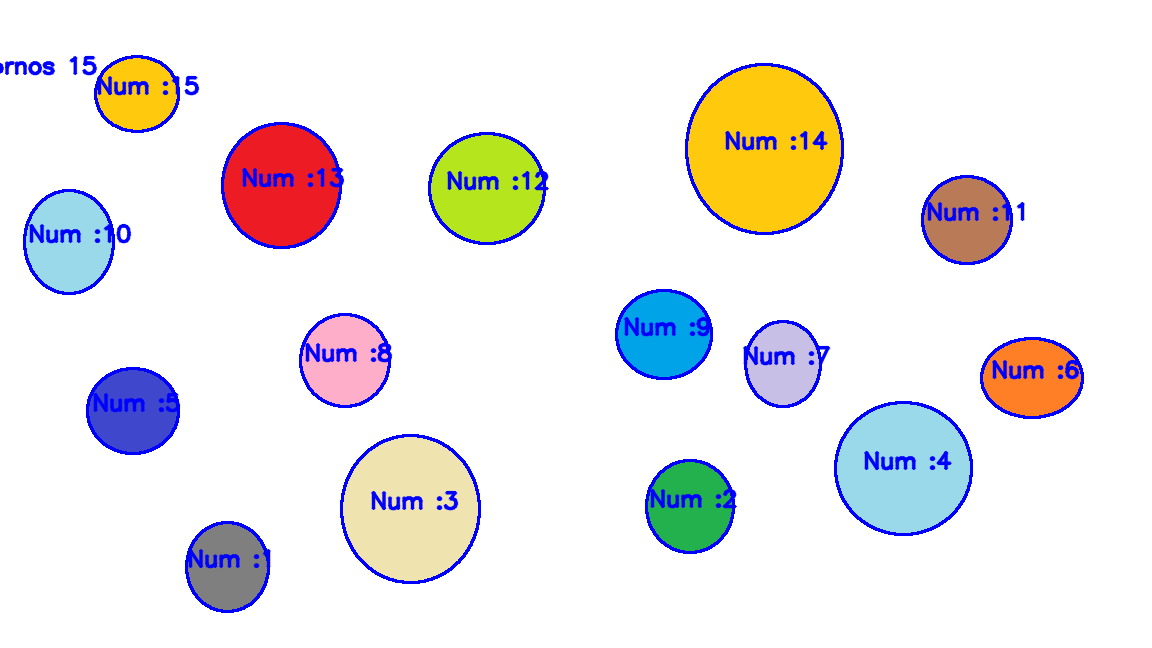 ornos 15
Num :15
Num :14
Num :13
Num :12
Num :11
Num :10
Num :9
Num :8
Num :7
Num :6
Num :5
Num :4
Num :3
Num :2
Num :1